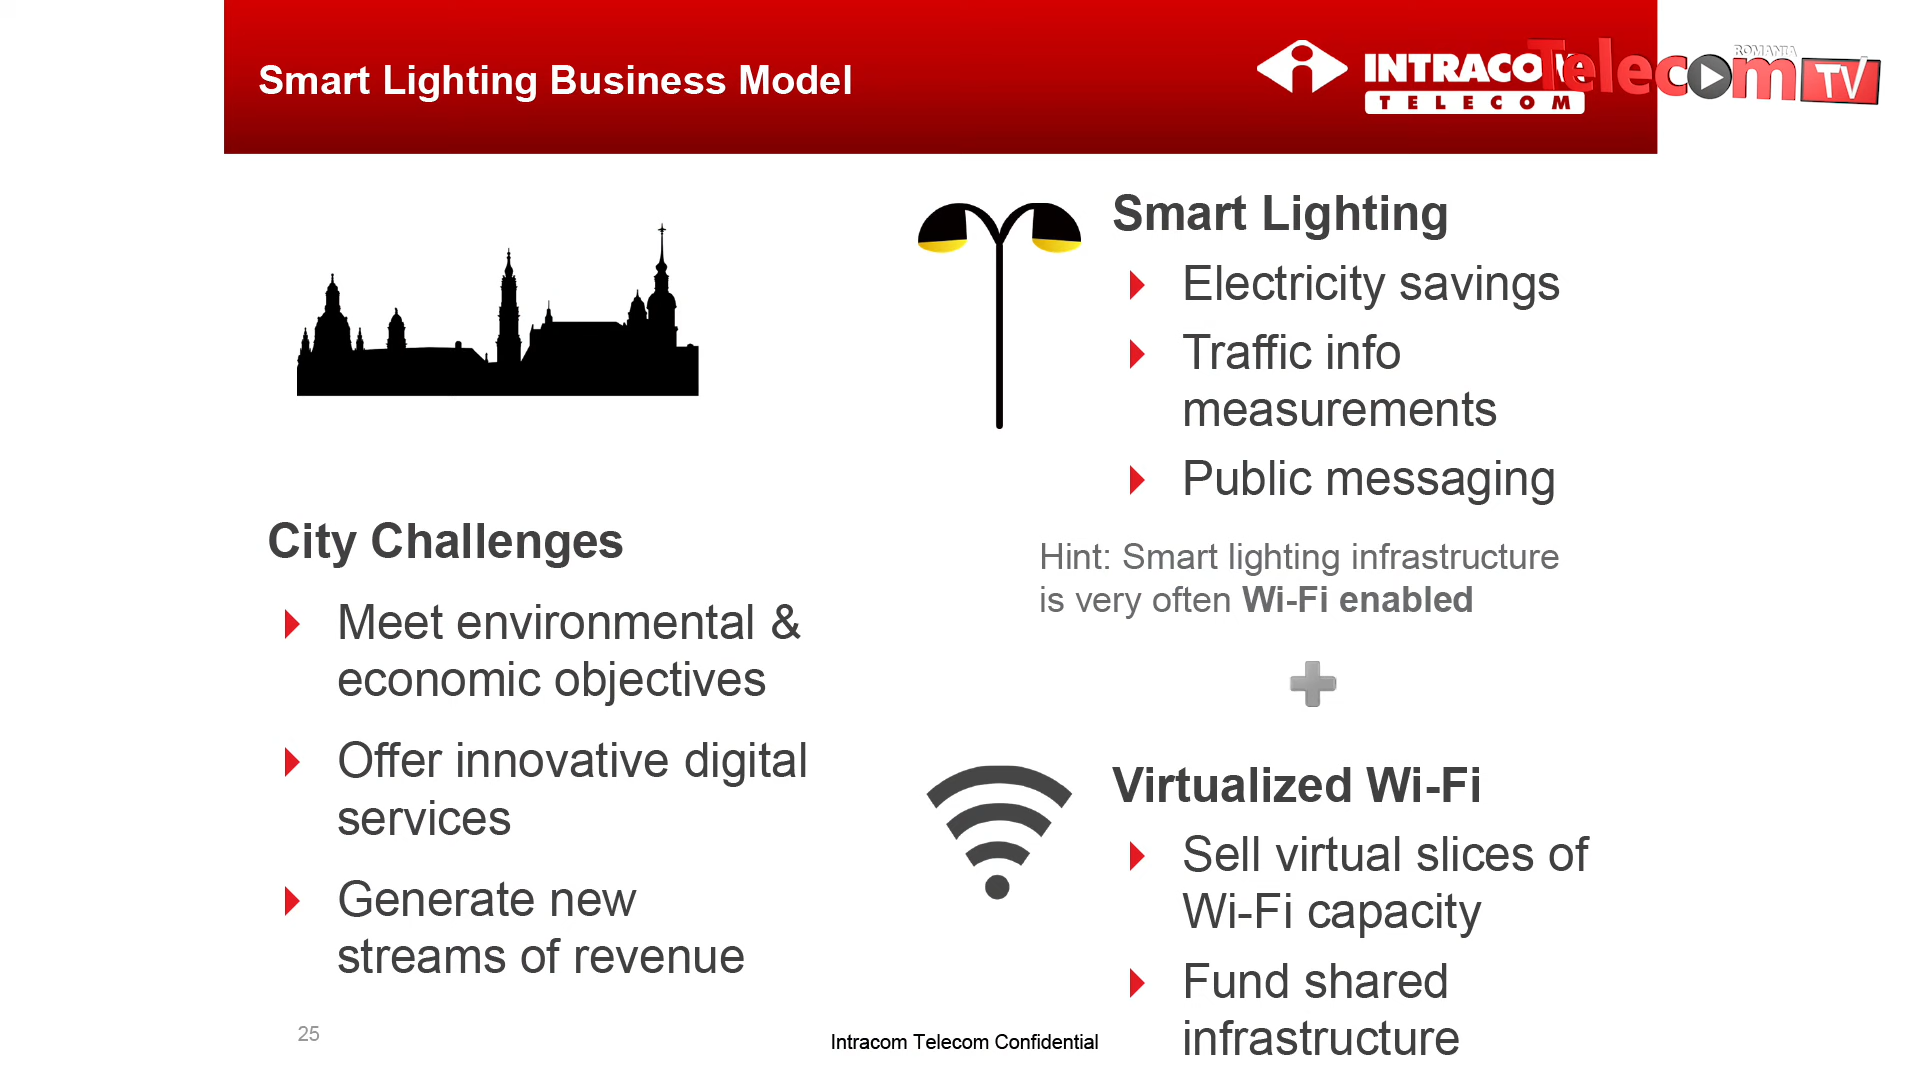 Smart Lighting Business Model
INTRACOM
TELECOM
ROMANIA
Telecom TV
City Challenges
Meet environmental &
economic objectives
Offer innovative digital
services
Generate new
streams of revenue
Smart Lighting
Electricity savings
Traffic info
measurements
Public messaging
Hint: Smart lighting infrastructure
is very often Wi-Fi enabled
Virtualized Wi-Fi
Sell virtual slices of
Wi-Fi capacity
Fund shared
infrastructure
25
Intracom Telecom Confidential